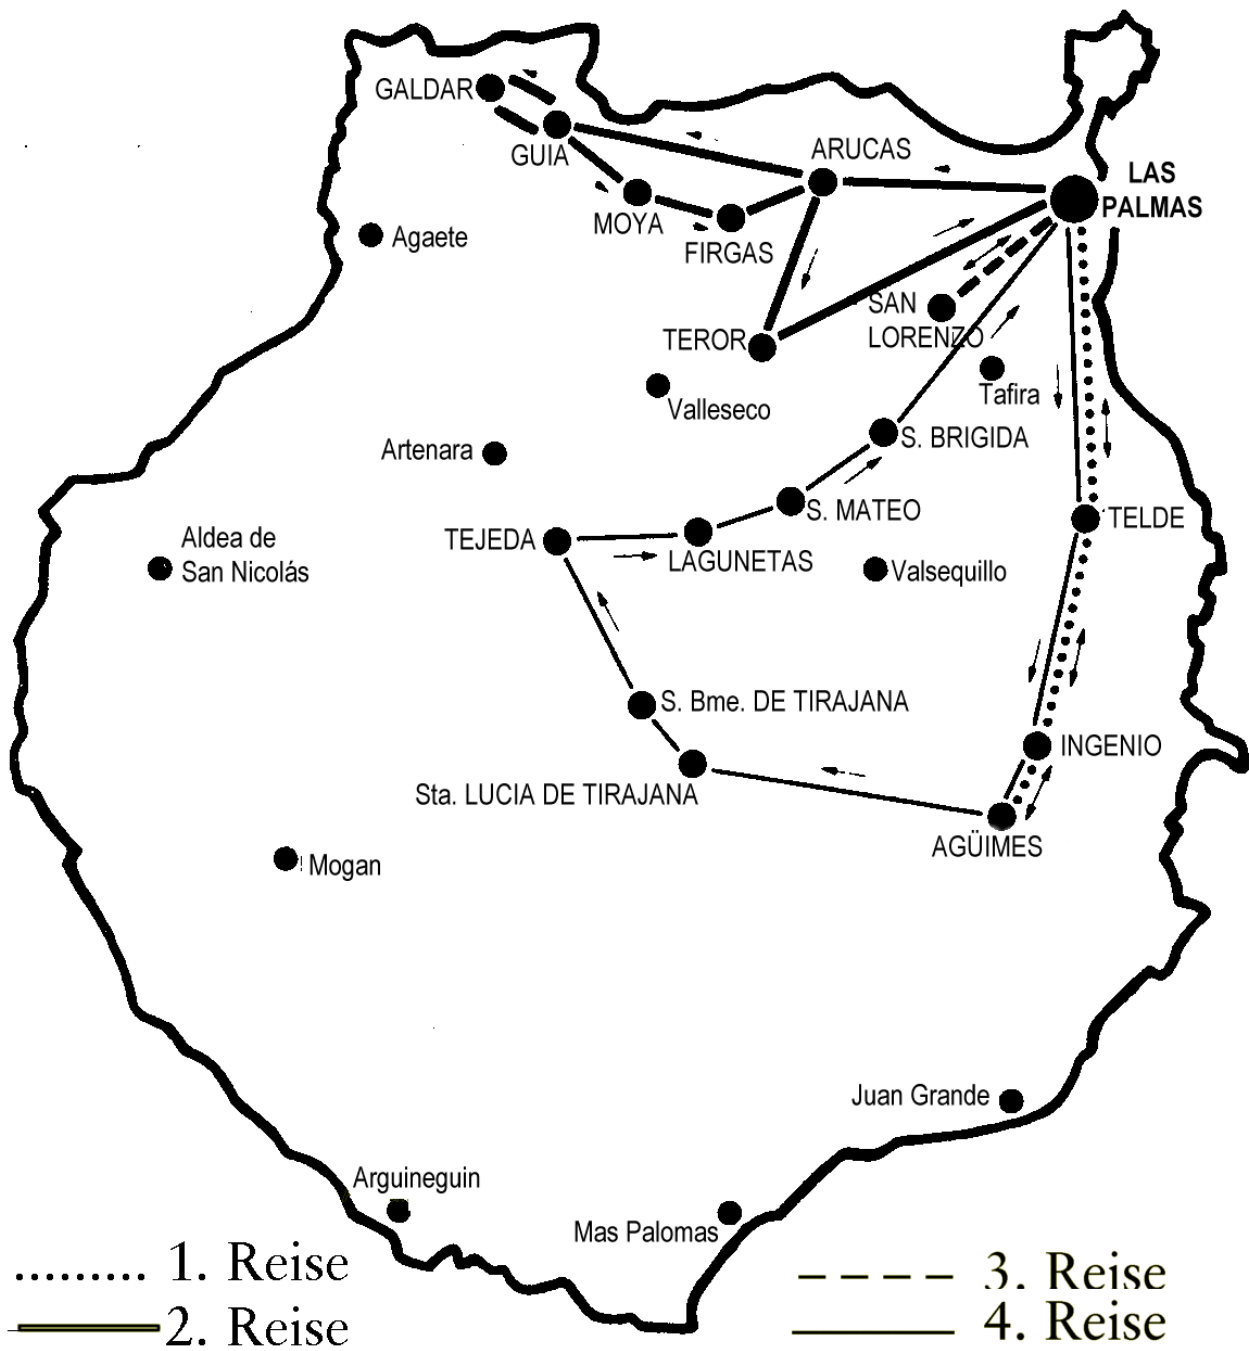 GALDAR
GUIA
ARUCAS
LAS
PALMAS
MOYA
FIRGAS
Agaete
SAN
LORENZO
TEROR
Tafira
Valleseco
S. BRIGIDA
Artenara
S. MATEO
TELDE
TEJEDA
LAGUNETAS
Aldea de
San Nicolás
Valsequillo
S. Bme. DE TIRAJANA
INGENIO
Sta. LUCIA DE TIRAJANA
AGÜIMES
Mogan
Juan Grande
Arguineguin
Mas Palomas
1. Reise
2. Reise
3. Reise
4. Reise